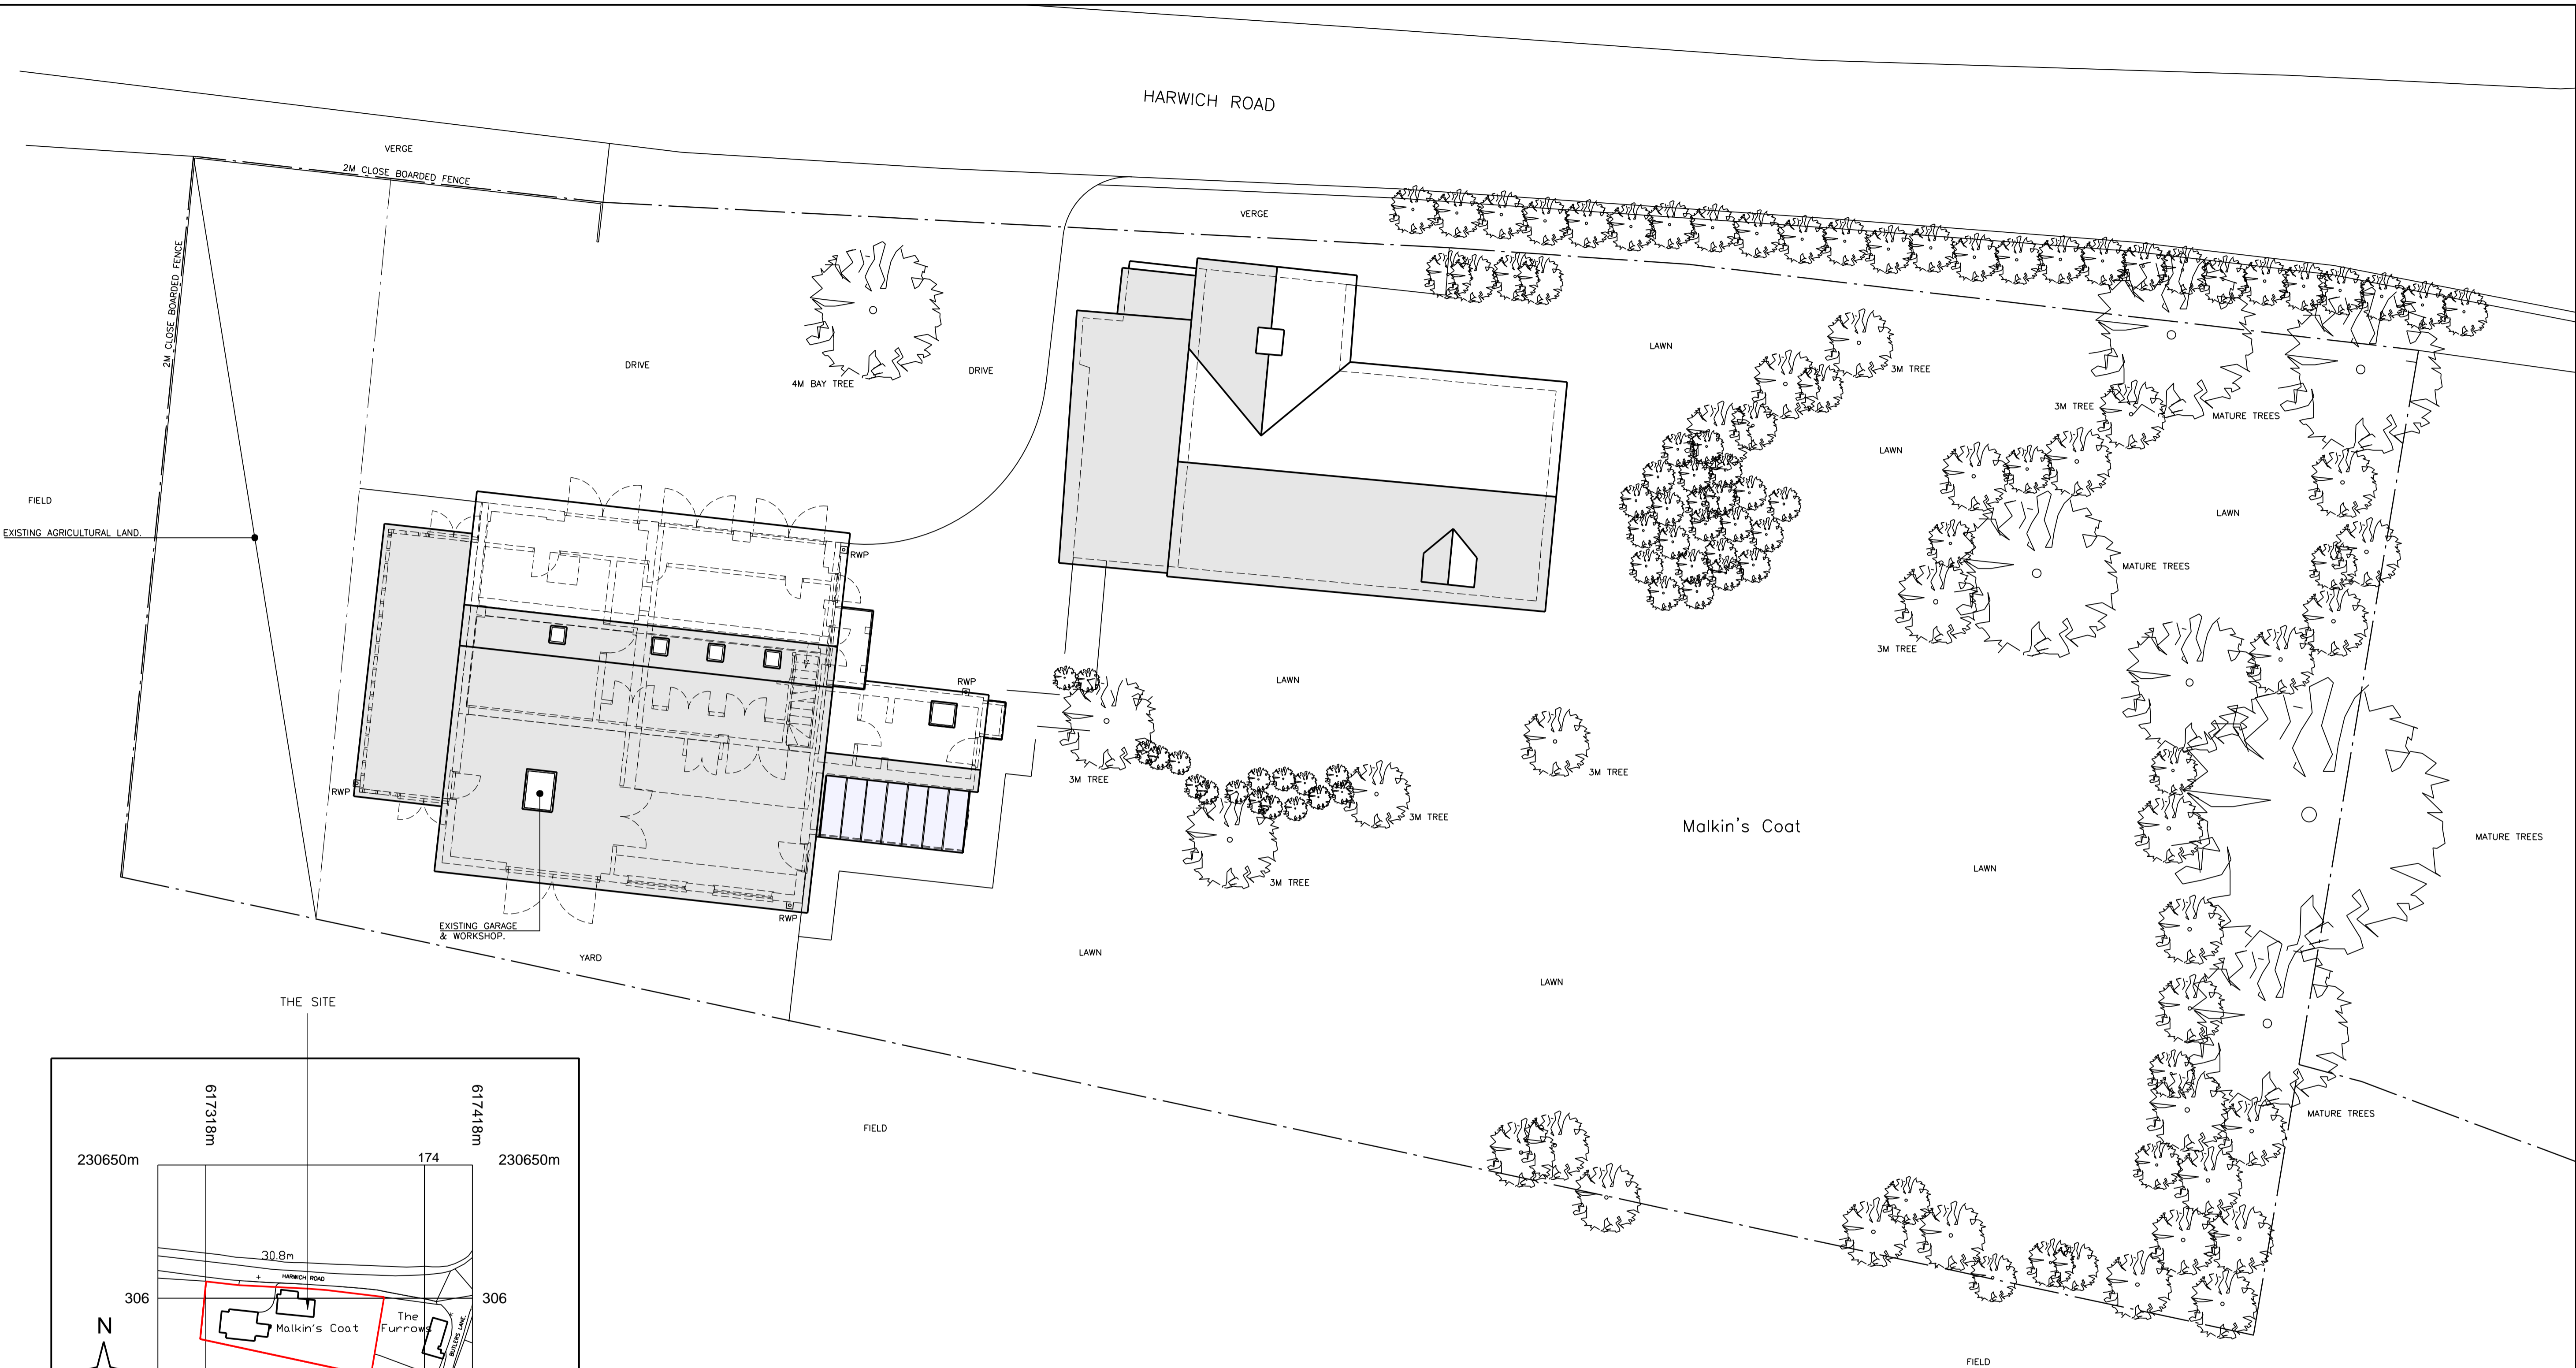 HARWICH ROAD
VERGE
2M CLOSE BOARDED FENCE
VERGE
2M CLOSE BOARDED FENCE
DRIVE
4M BAY TREE
DRIVE
LAWN
3M TREE
3M TREE
MATURE TREES
LAWN
FIELD
LAWN
EXISTING AGRICULTURAL LAND.
RWP
MATURE TREES
3M TREE
RWP
LAWN
3M TREE
3M TREE
RWP
3M TREE
Malkin's Coat
MATURE TREES
LAWN
3M TREE
RWP
EXISTING GARAGE
& WORKSHOP.
YARD
LAWN
LAWN
THE SITE
MATURE TREES
FIELD
617318m
617418m
230650m
174
230650m
30.8m
HARWICH ROAD
306
306
The
Furrows
Malkin's Coat
BUTLERS LANE
N
FIELD